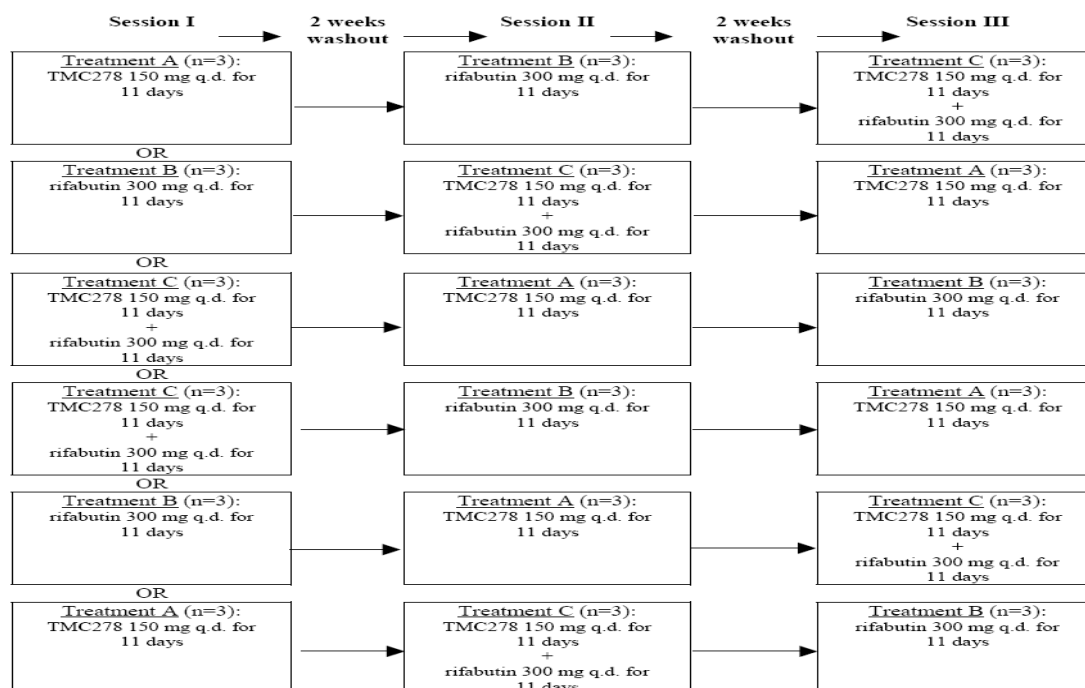 Session I
2 weeks
washout
Session II
2 weeks
washout
Session III
Treatment A (n=3):
TMC278 150 mg q.d. for
11 days
Treatment B (n=3):
rifabutin 300 mg q.d. for
11 days
Treatment C (n=3):
TMC278 150 mg q.d. for
11 days
+
rifabutin 300 mg q.d. for
11 days
OR
Treatment B (n=3):
rifabutin 300 mg q.d. for
11 days
Treatment C (n=3):
TMC278 150 mg q.d. for
11 days
+
rifabutin 300 mg q.d. for
11 days
Treatment A (n=3):
TMC278 150 mg q.d. for
11 days
OR
Treatment C (n=3):
TMC278 150 mg q.d. for
11 days
+
rifabutin 300 mg q.d. for
11 days
Treatment A (n=3):
TMC278 150 mg q.d. for
11 days
Treatment B (n=3):
rifabutin 300 mg q.d. for
11 days
OR
Treatment C (n=3):
TMC278 150 mg q.d. for
11 days
+
rifabutin 300 mg q.d. for
11 days
Treatment B (n=3):
rifabutin 300 mg q.d. for
11 days
Treatment A (n=3):
TMC278 150 mg q.d. for
11 days
OR
Treatment B (n=3):
rifabutin 300 mg q.d. for
11 days
Treatment A (n=3):
TMC278 150 mg q.d. for
11 days
Treatment C (n=3):
TMC278 150 mg q.d. for
11 days
+
rifabutin 300 mg q.d. for
11 days
OR
Treatment A (n=3):
TMC278 150 mg q.d. for
11 days
Treatment C (n=3):
TMC278 150 mg q.d. for
11 days
+
rifabutin 300 mg q.d. for
11 days
Treatment B (n=3):
rifabutin 300 mg q.d. for
11 days